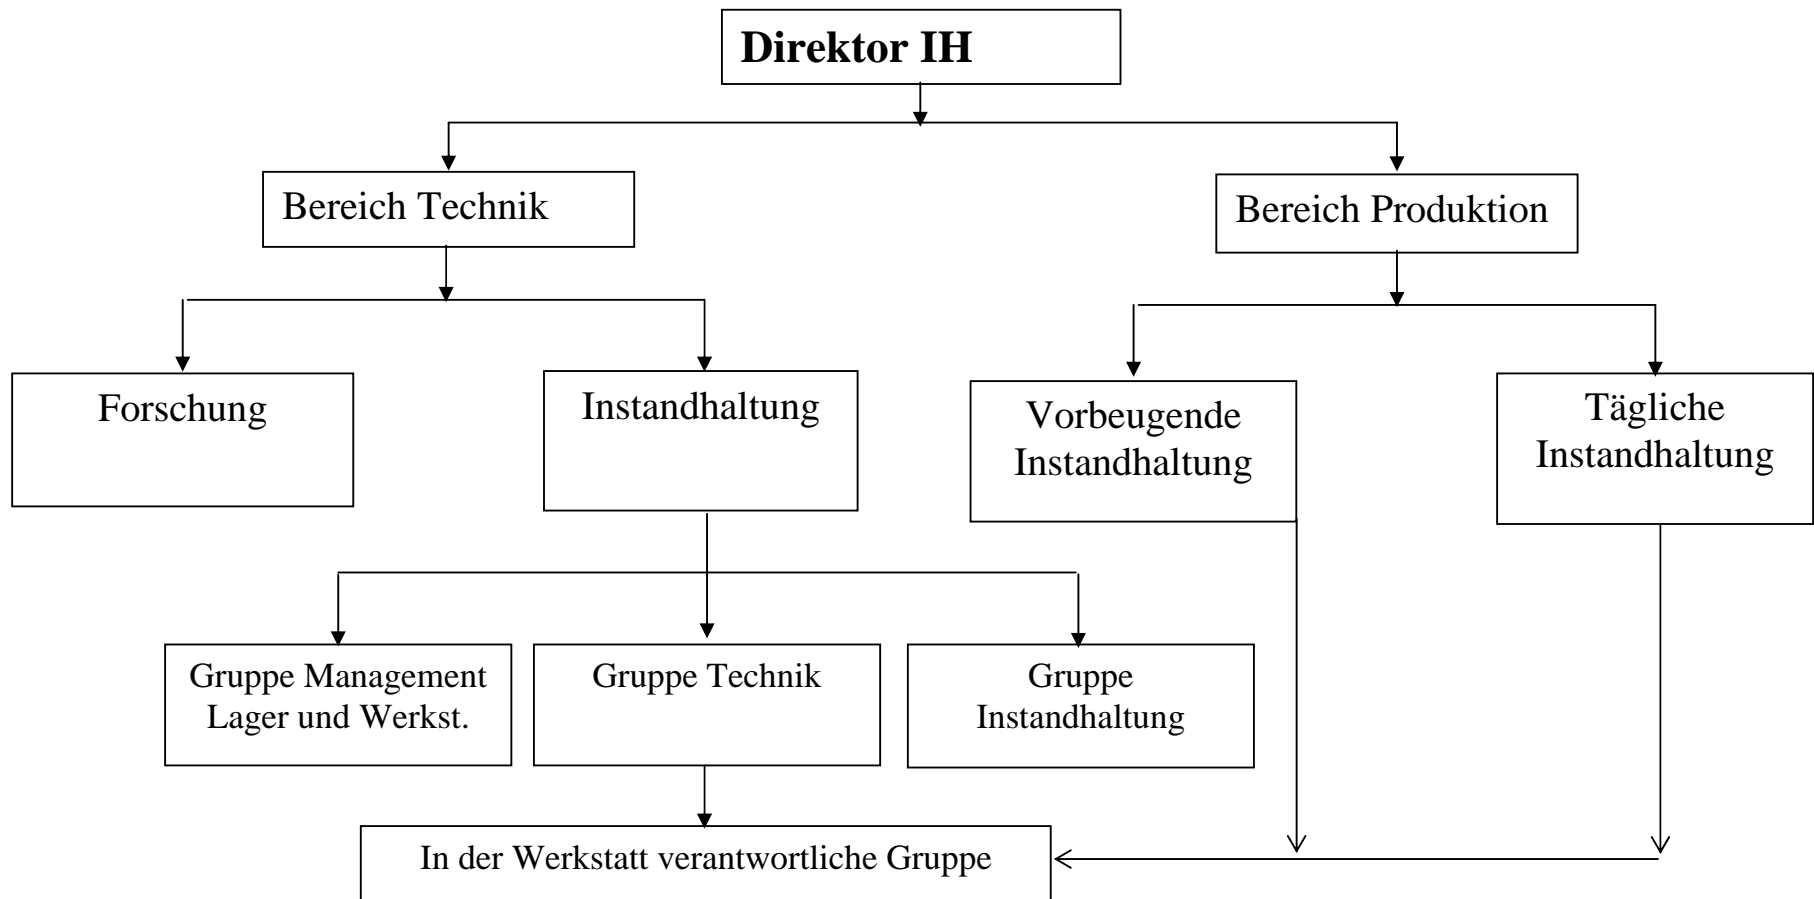 Direktor IH
Bereich Technik
Bereich Produktion
Forschung
Instandhaltung
Vorbeugende
Instandhaltung
Tägliche
Instandhaltung
Gruppe Management
Lager und Werkst.
Gruppe Technik
Gruppe
Instandhaltung
In der Werkstatt verantwortliche Gruppe